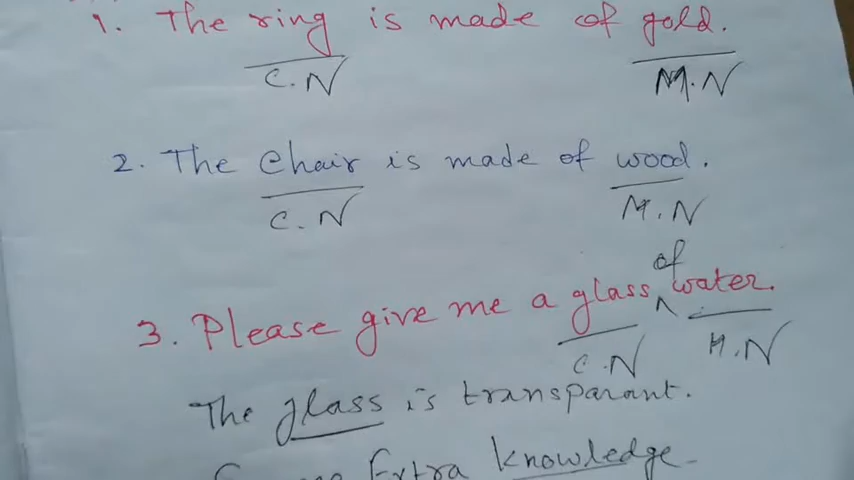 1. The ring is made of gold.
C.N M.N
2. The chair is made of wood.
C.N M.N
of
3. Please give me a glass ^ water.
C.N M.N
The glass is transparant.
Extra knowledge